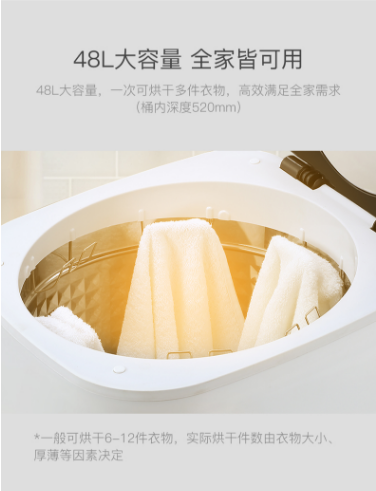 48L大容量 全家皆可用
48L大容量，一次可烘干多件衣物，高效满足全家需求
（桶内深度520mm）
*一般可烘干6-12件衣物，实际烘干件数由衣物大小、
厚薄等因素决定